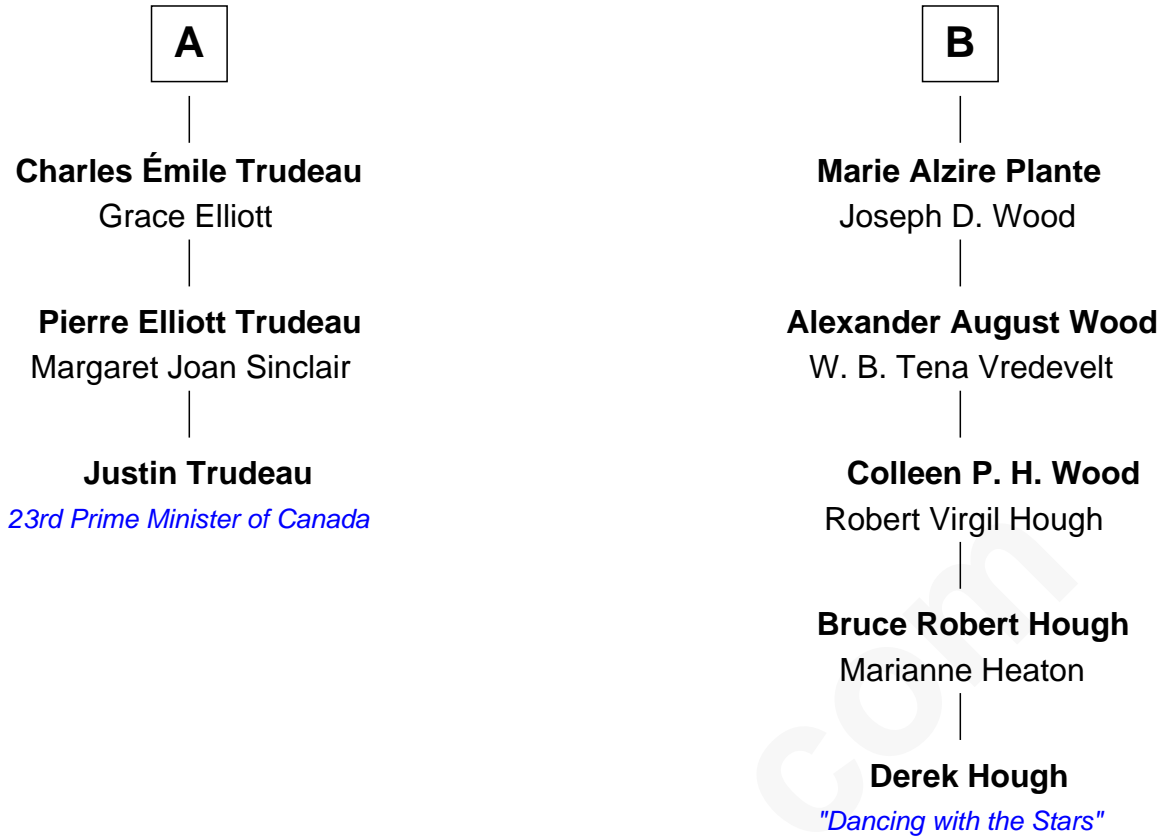 A
Charles Émile Trudeau
Grace Elliott
Pierre Elliott Trudeau
Margaret Joan Sinclair
Justin Trudeau
23rd Prime Minister of Canada
B
Marie Alzire Plante
Joseph D. Wood
Alexander August Wood
W. B. Tena Vredevelt
Colleen P. H. Wood
Robert Virgil Hough
Bruce Robert Hough
Marianne Heaton
Derek Hough
"Dancing with the Stars"
com